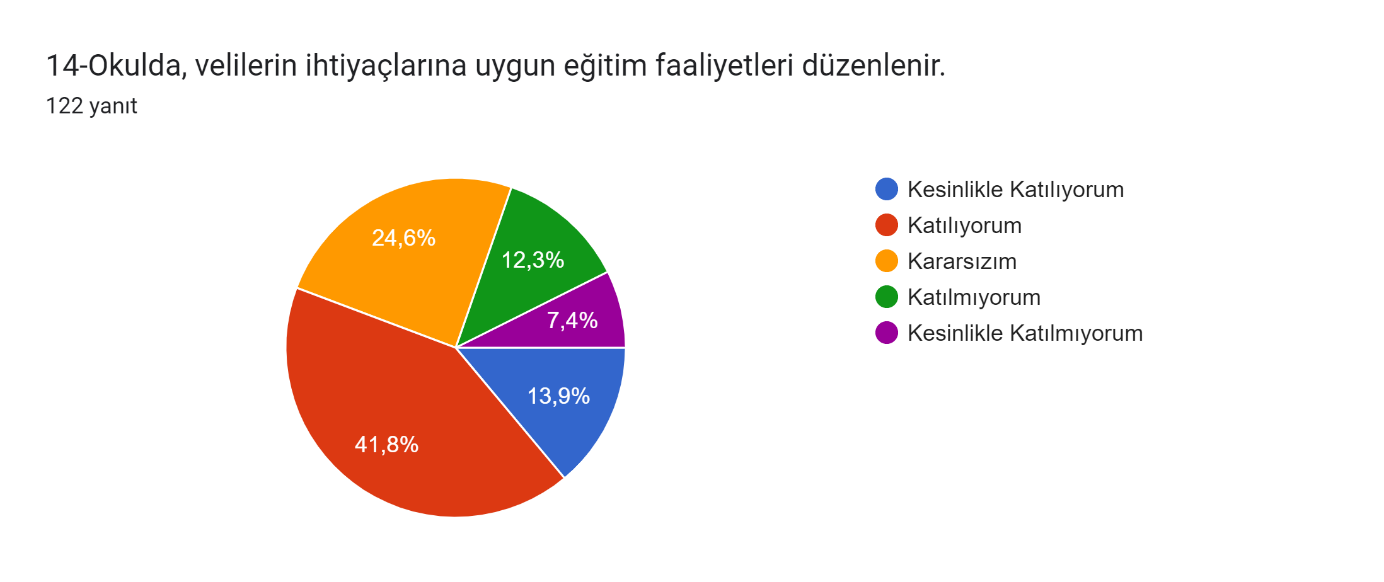 14-Okulda, velilerin ihtiyaçlarına uygun eğitim faaliyetleri düzenlenir.
122 yanıt
Kesinlikle Katılıyorum
Katılıyorum
Kararsızım
Katılmıyorum
Kesinlikle Katılmıyorum
24,6%
12,3%
7,4%
13,9%
41,8%